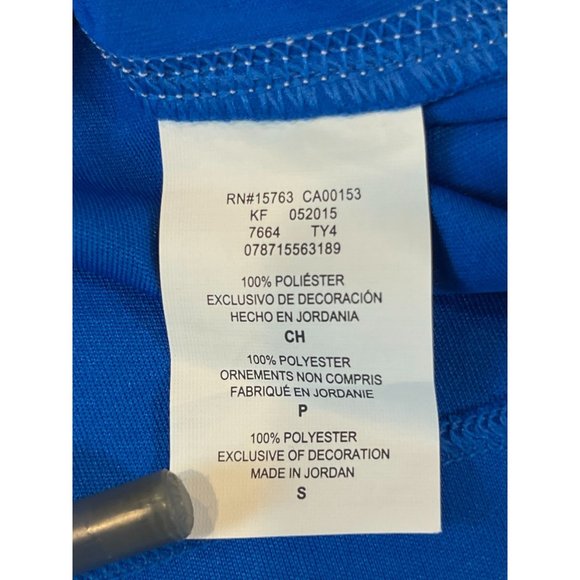 RN#15763 CA00153
KF 052015
7664 TY4
078715563189
100% POLIÉSTER
EXCLUSIVO DE DECORACIÓN
HECHO EN JORDANIA
CH
100% POLYESTER
ORNEMENTS NON COMPRIS
FABRIQUÉ EN JORDANIE
P
100% POLYESTER
EXCLUSIVE OF DECORATION
MADE IN JORDAN
S